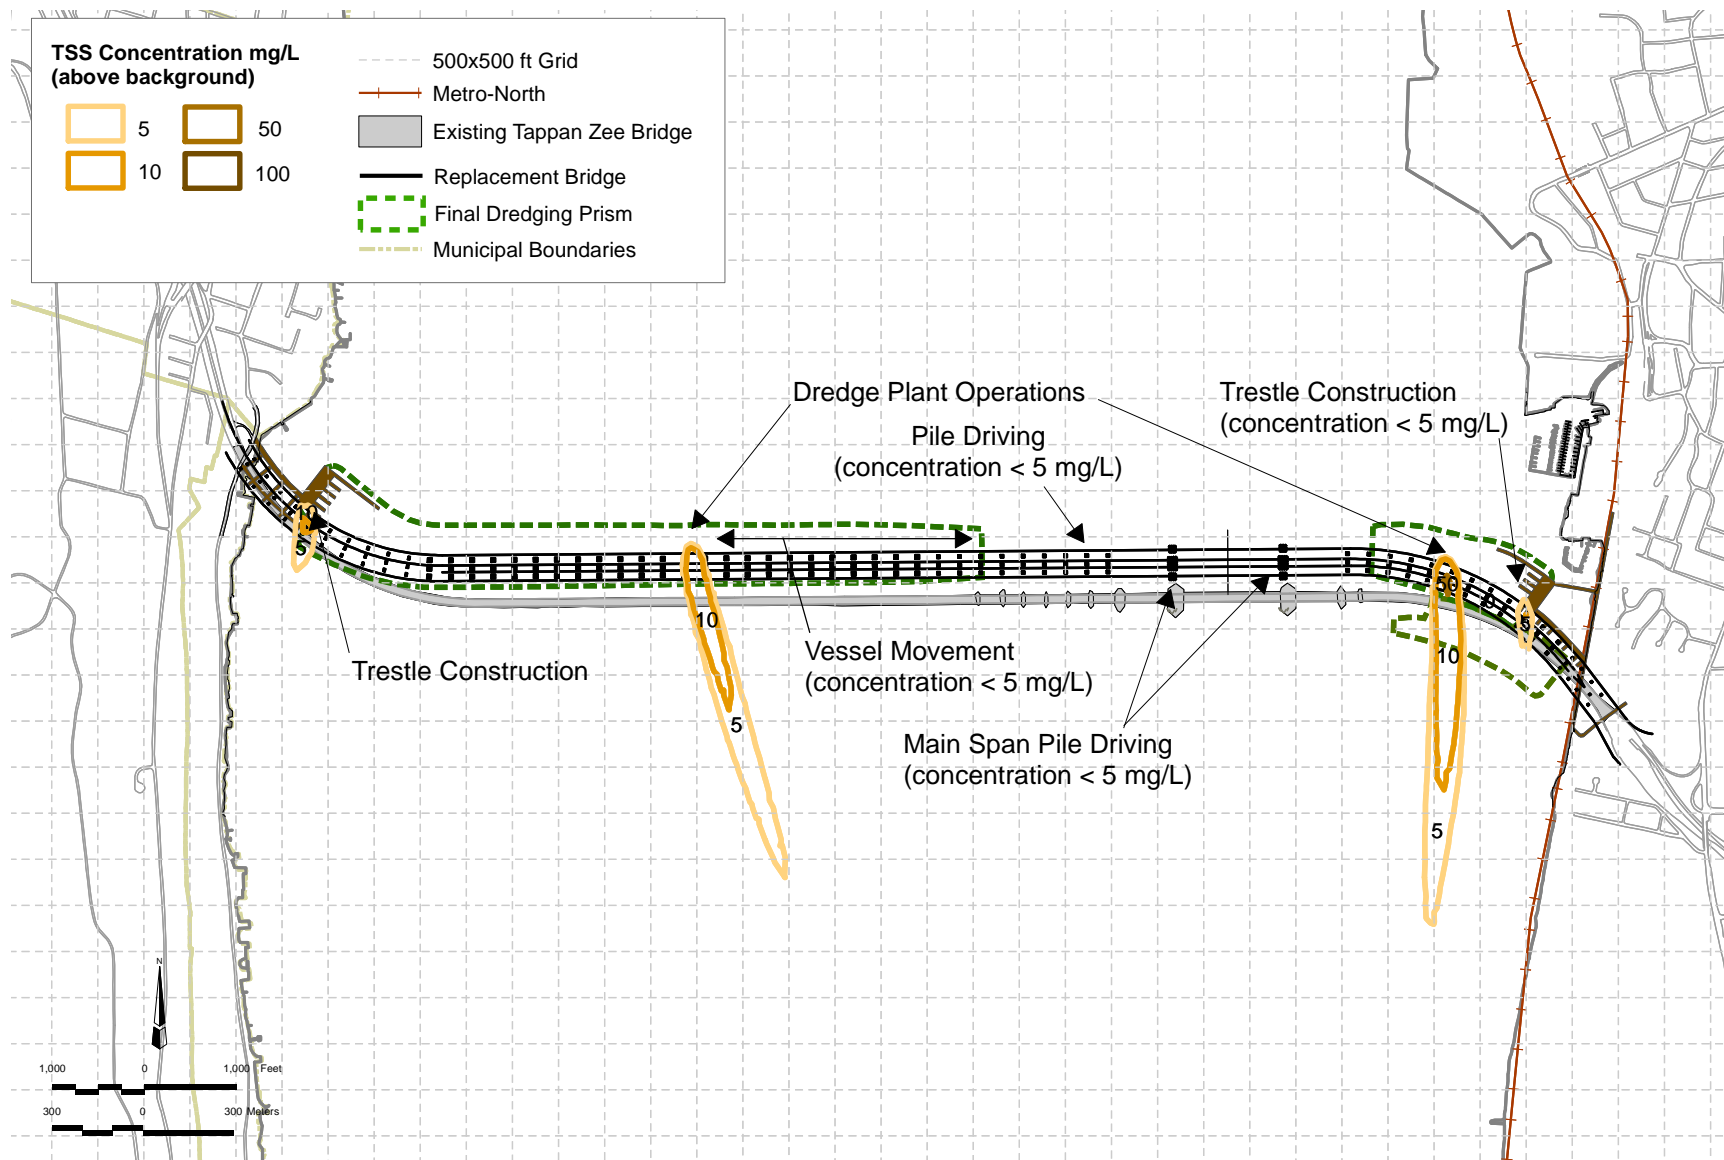 TSS Concentration mg/L
(above background)
5
50
10
100
500x500 ft Grid
Metro-North
Existing Tappan Zee Bridge
Replacement Bridge
Final Dredging Prism
Municipal Boundaries
Dredge Plant Operations
Pile Driving
(concentration < 5 mg/L)
Trestle Construction
(concentration < 5 mg/L)
10
5
Trestle Construction
10
5
Vessel Movement
(concentration < 5 mg/L)
Main Span Pile Driving
(concentration < 5 mg/L)
50
10
5
5
N
1,000 0 1,000 Feet
300 0 300 Meters